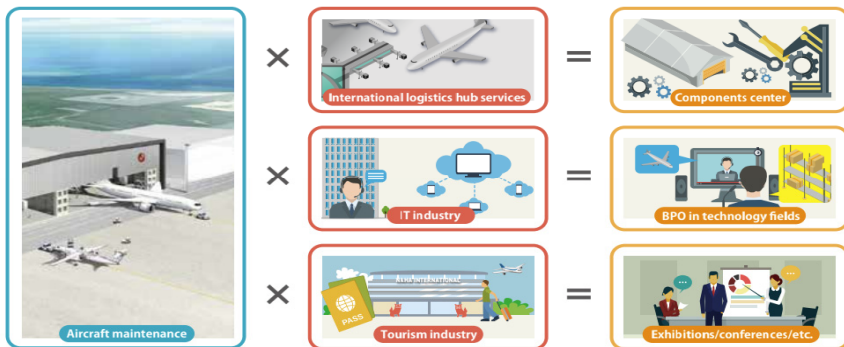 Aircraft maintenance
×
International logistics hub services
=
Components center
×
IT industry
=
BPO in technology fields
×
PASS
Tourism industry
=
Exhibitions/conferences/etc.